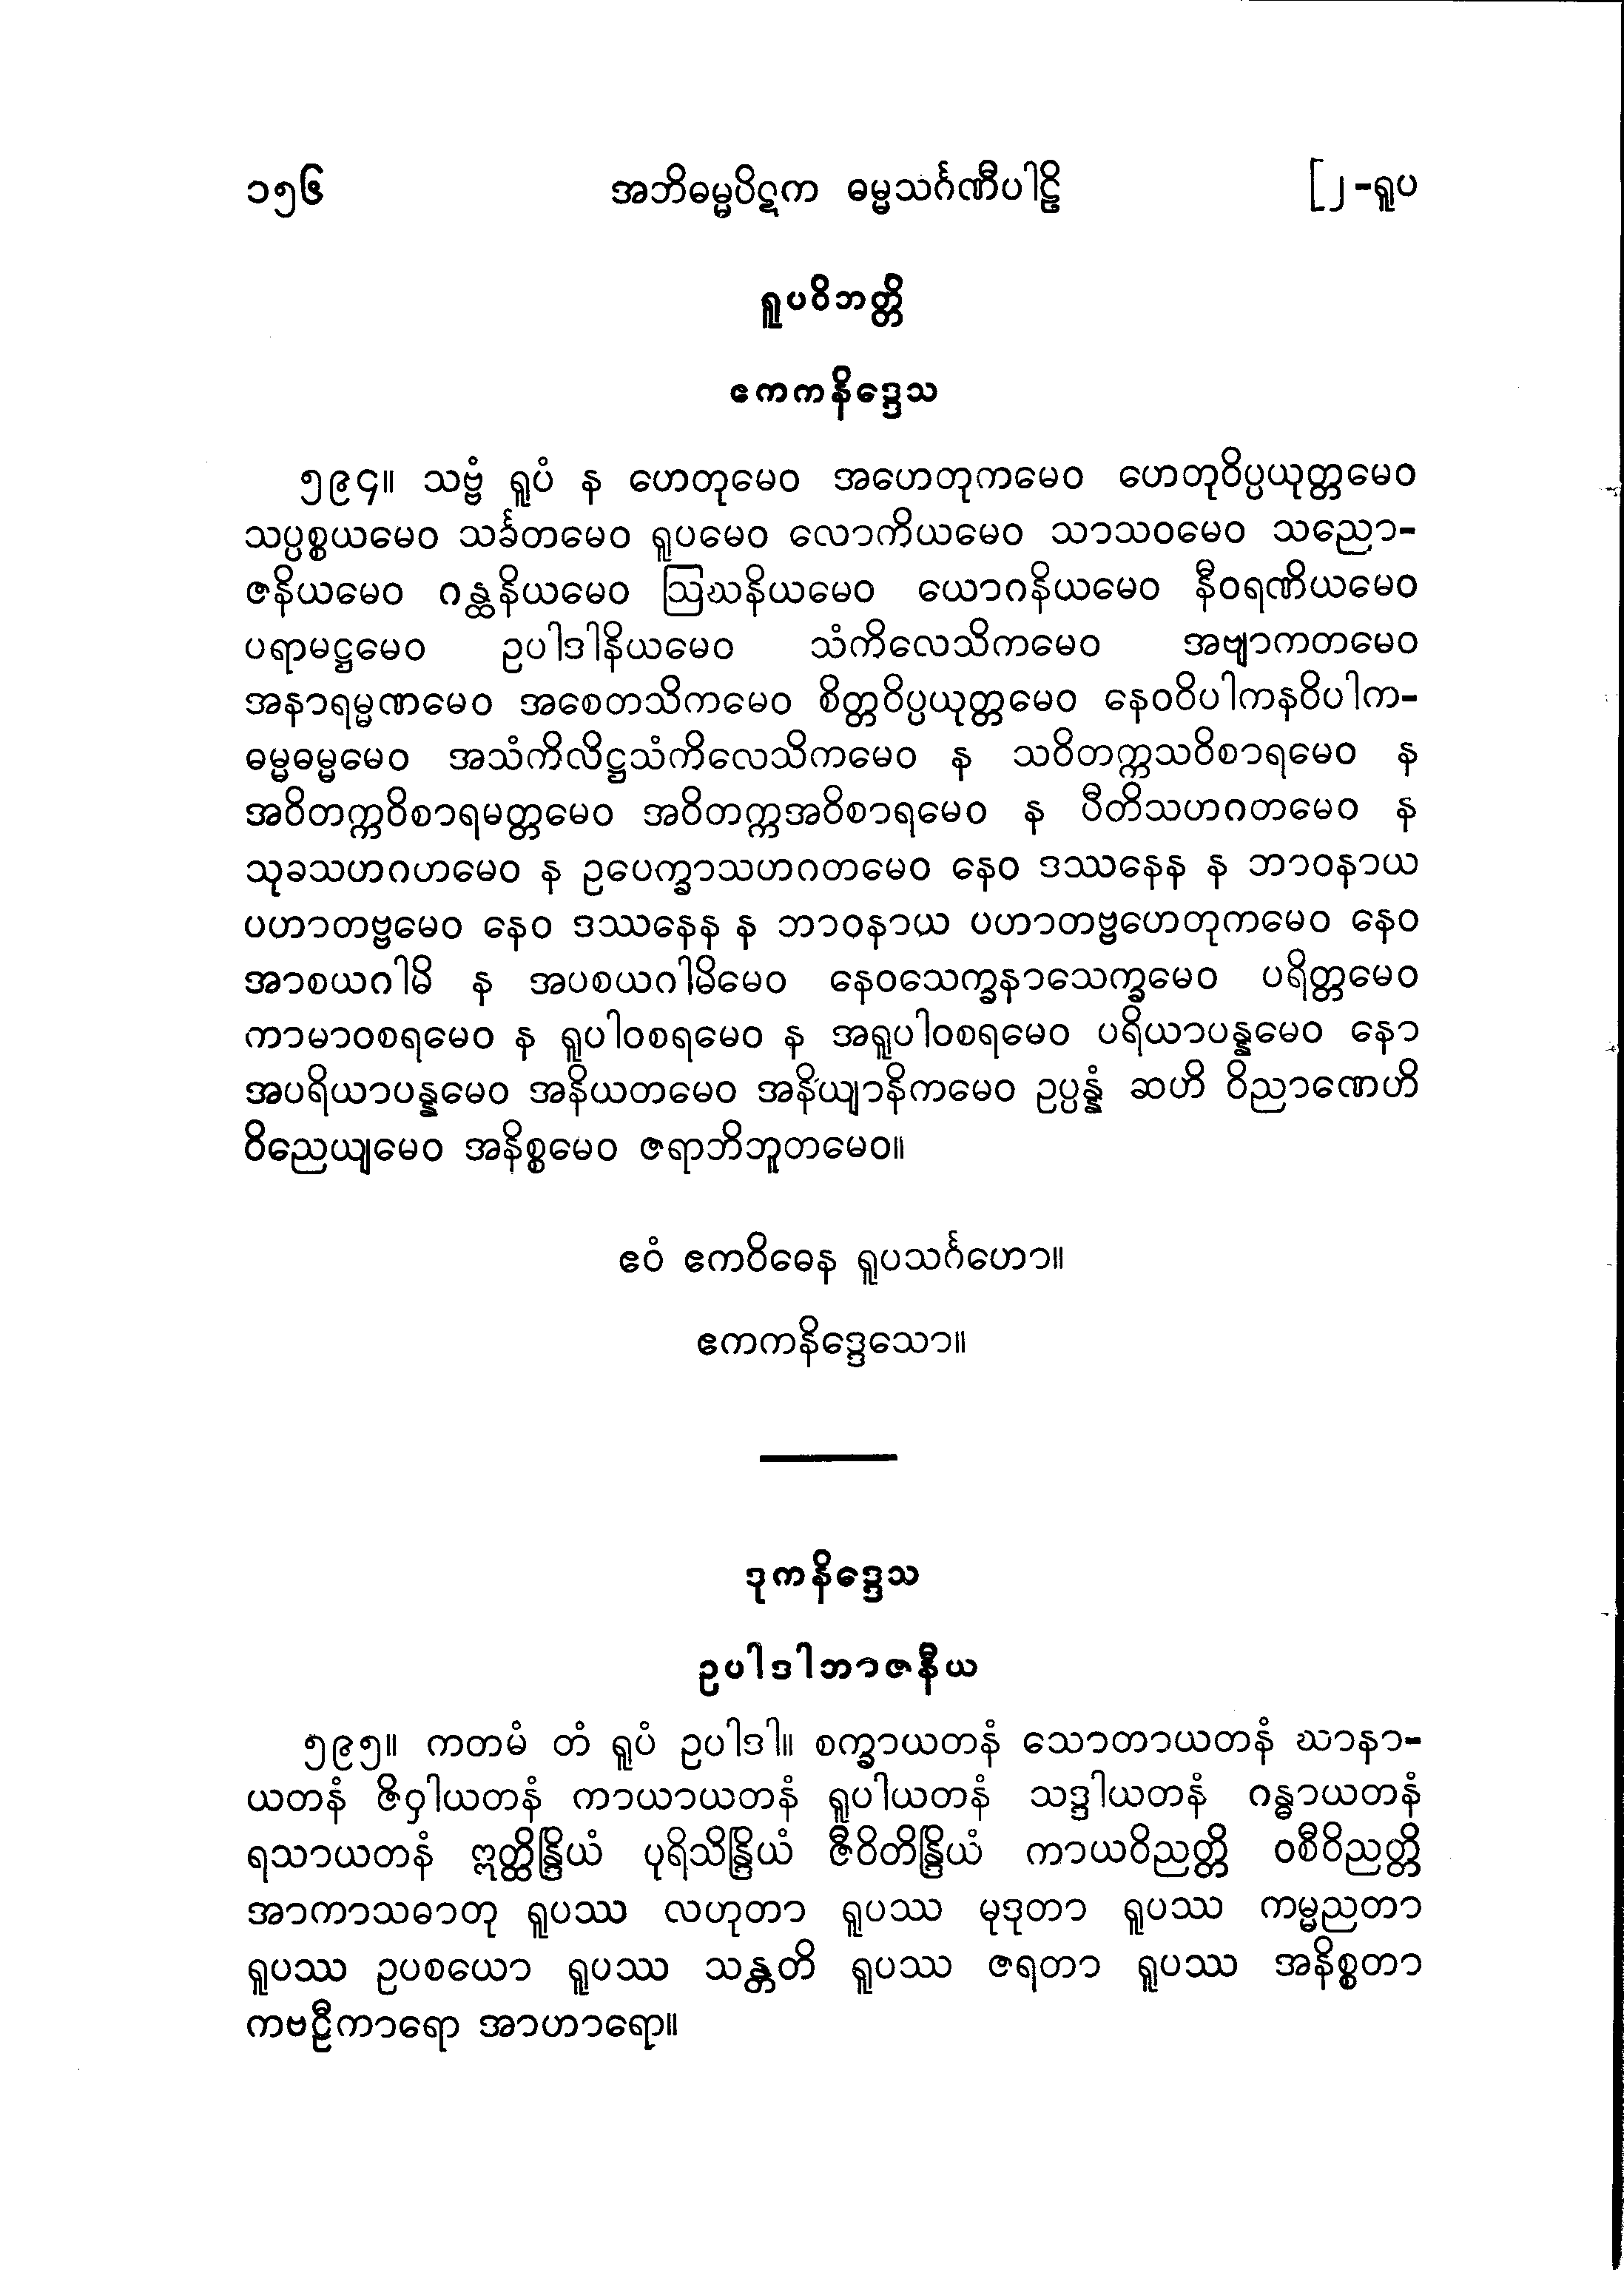 ၁၅၆ အဘိဓမ္မပိဋက ဓမ္မသင်္ဂဏီပါဠိ [၂-ရူပ
ရူပဝိဘတ္တိ
ဧကကနိဒ္ဒေသ
၅၉၄။ သဗ္ဗံ ရူပံ န ဟေတုမေဝ အဟေတုကမေဝ ဟေတုဝိပ္ပယုတ္တမေဝ
သပ္ပစ္စယမေဝ သင်္ခတမေဝ ရူပမေဝ လောကိယမေဝ သာသဝမေဝ သညော-
ဇနိယမေဝ ဂန္ထနိယမေဝ ဩဃနိယမေဝ ယောဂနိယမေဝ နီဝရဏိယမေဝ
ပရာမဋ္ဌမေဝ ဥပါဒါနိယမေဝ သံကိလေသိကမေဝ အဗျာကတမေဝ
အနာရမ္မဏမေဝ အစေတသိကမေဝ စိတ္တဝိပ္ပယုတ္တမေဝ နေဝဝိပါကနဝိပါက-
ဓမ္မဓမ္မမေဝ အသံကိလိဋ္ဌသံကိလေသိကမေဝ န သဝိတက္ကသဝိစာရမေဝ န
အဝိတက္ကဝိစာရမတ္တမေဝ အဝိတက္ကအဝိစာရမေဝ န ပီတိသဟဂတမေဝ န
သုခသဟဂဟမေဝ န ဥပေက္ခာသဟဂတမေဝ နေဝ ဒဿနေန န ဘာဝနာယ
ပဟာတဗ္ဗမေဝ နေဝ ဒဿနေန န ဘာဝနာယ ပဟာတဗ္ဗဟေတုကမေဝ နေဝ
အာစယဂါမိ န အပစယဂါမိမေဝ နေဝသေက္ခနာသေက္ခမေဝ ပရိတ္တမေဝ
ကာမာဝစရမေဝ န ရူပါဝစရမေဝ န အရူပါဝစရမေဝ ပရိယာပန္နမေဝ နော
အပရိယာပန္နမေဝ အနိယတမေဝ အနိယျာနိကမေဝ ဥပ္ပန္နံ ဆဟိ ဝိညာဏေဟိ
ဝိညေယျမေဝ အနိစ္စမေဝ ဇရာဘိဘူတမေဝ။
ဧဝံ ဧကဝိဓေန ရူပသင်္ဂဟော။
ဧကကနိဒ္ဒေသော။
ဒုကနိဒ္ဒေသ
ဥပါဒါဘာဇနီယ
၅၉၅။ ကတမံ တံ ရူပံ ဥပါဒါ။ စက္ခာယတနံ သောတာယတနံ ဃာနာ-
ယတနံ ဇိဝှါယတနံ ကာယာယတနံ ရူပါယတနံ သဒ္ဒါယတနံ ဂန္ဓာယတနံ
ရသာယတနံ ဣတ္ထိန္ဒြိယံ ပုရိသိန္ဒြိယံ ဇီဝိတိန္ဒြိယံ ကာယဝိညတ္တိ ဝစီဝိညတ္တိ
အာကာသဓာတု ရူပဿ လဟုတာ ရူပဿ မုဒုတာ ရူပဿ ကမ္မညတာ
ရူပဿ ဥပစယော ရူပဿ သန္တတိ ရူပဿ ဇရတာ ရူပဿ အနိစ္စတာ
ကဗဠီကာရော အာဟာရော။